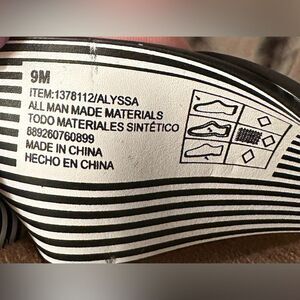 9M
ITEM:1378112/ALYSSA
ALL MAN MADE MATERIALS
TODO MATERIALES SINTÉTICO
889260760899
MADE IN CHINA
HECHO EN CHINA